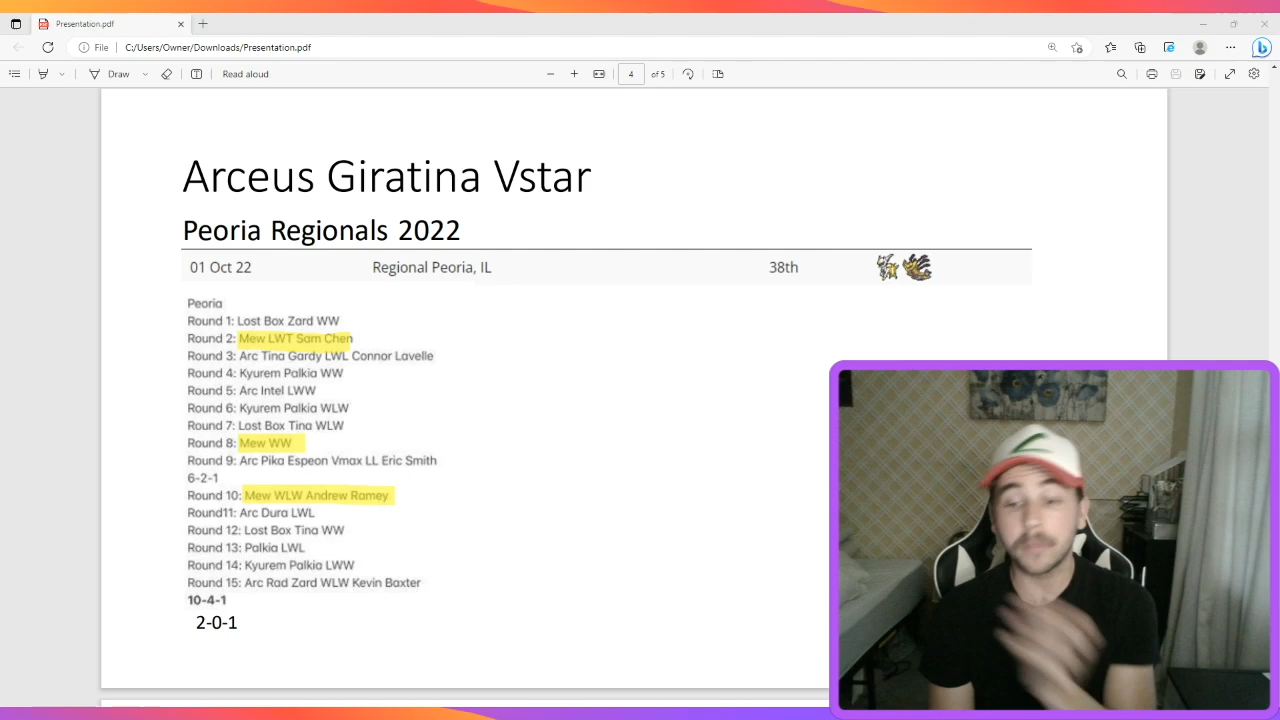 Presentation.pdf
File C:/Users/Owner/Downloads/Presentation.pdf
Draw Read aloud 4 of 5
Arceus Giratina Vstar
Peoria Regionals 2022
01 Oct 22 Regional Peoria, IL 38th
Peoria
Round 1: Lost Box Zard WW
Round 2: Mew LWT Sam Chen
Round 3: Arc Tina Gardy LWL Connor Lavelle
Round 4: Kyurem Palkia WW
Round 5: Arc Intel LWW
Round 6: Kyurem Palkia WLW
Round 7: Lost Box Tina WLW
Round 8: Mew WW
Round 9: Arc Pika Espeon Vmax LL Eric Smith
6-2-1
Round 10: Mew WLW Andrew Ramey
Round11: Arc Dura LWL
Round 12: Lost Box Tina WW
Round 13: Palkia LWL
Round 14: Kyurem Palkia LWW
Round 15: Arc Rad Zard WLW Kevin Baxter
10-4-1
2-0-1